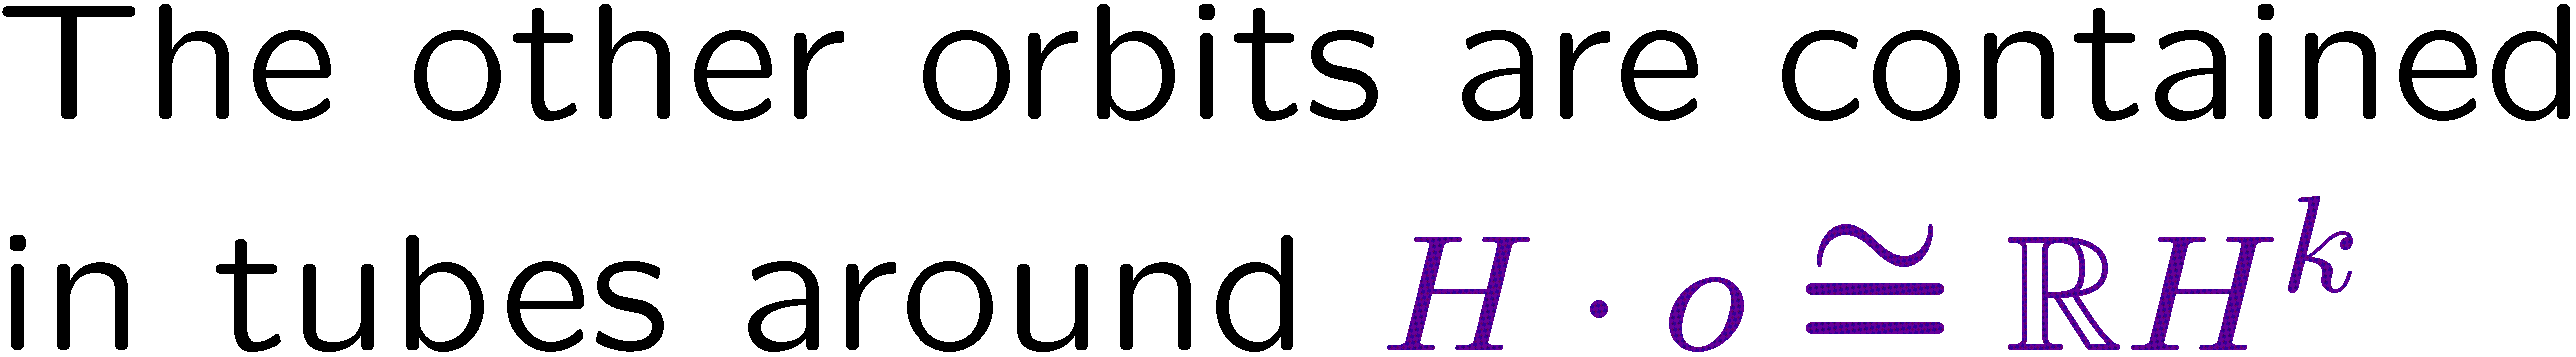 The other orbits are contained
in tubes around H · o ≅ ℝH^k